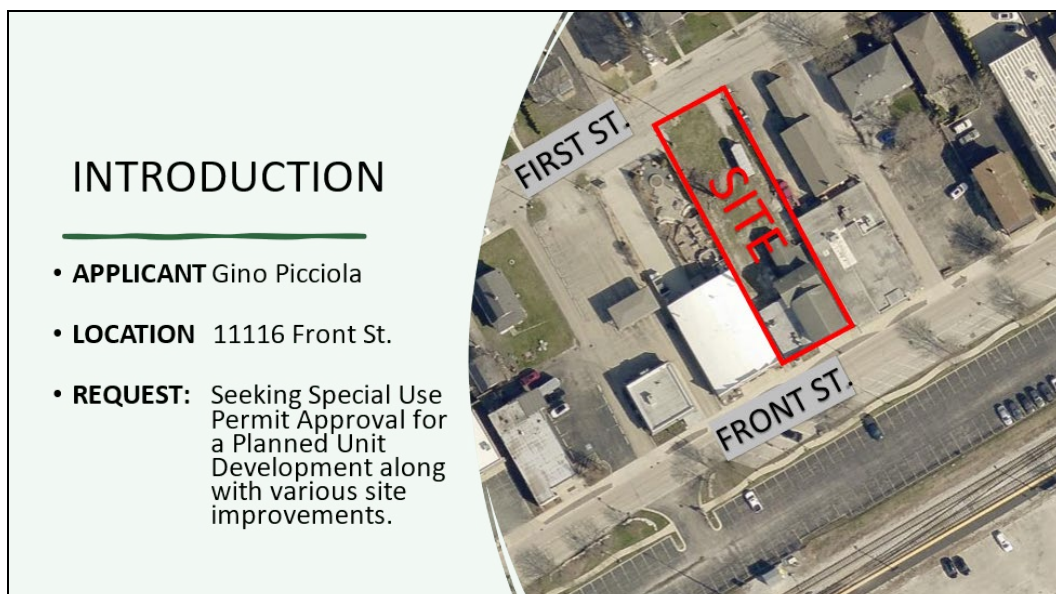 INTRODUCTION
• APPLICANT Gino Picciola
• LOCATION 11116 Front St.
• REQUEST: Seeking Special Use
Permit Approval for
a Planned Unit
Development along
with various site
improvements.
FIRST ST.
SITE
FRONT ST.